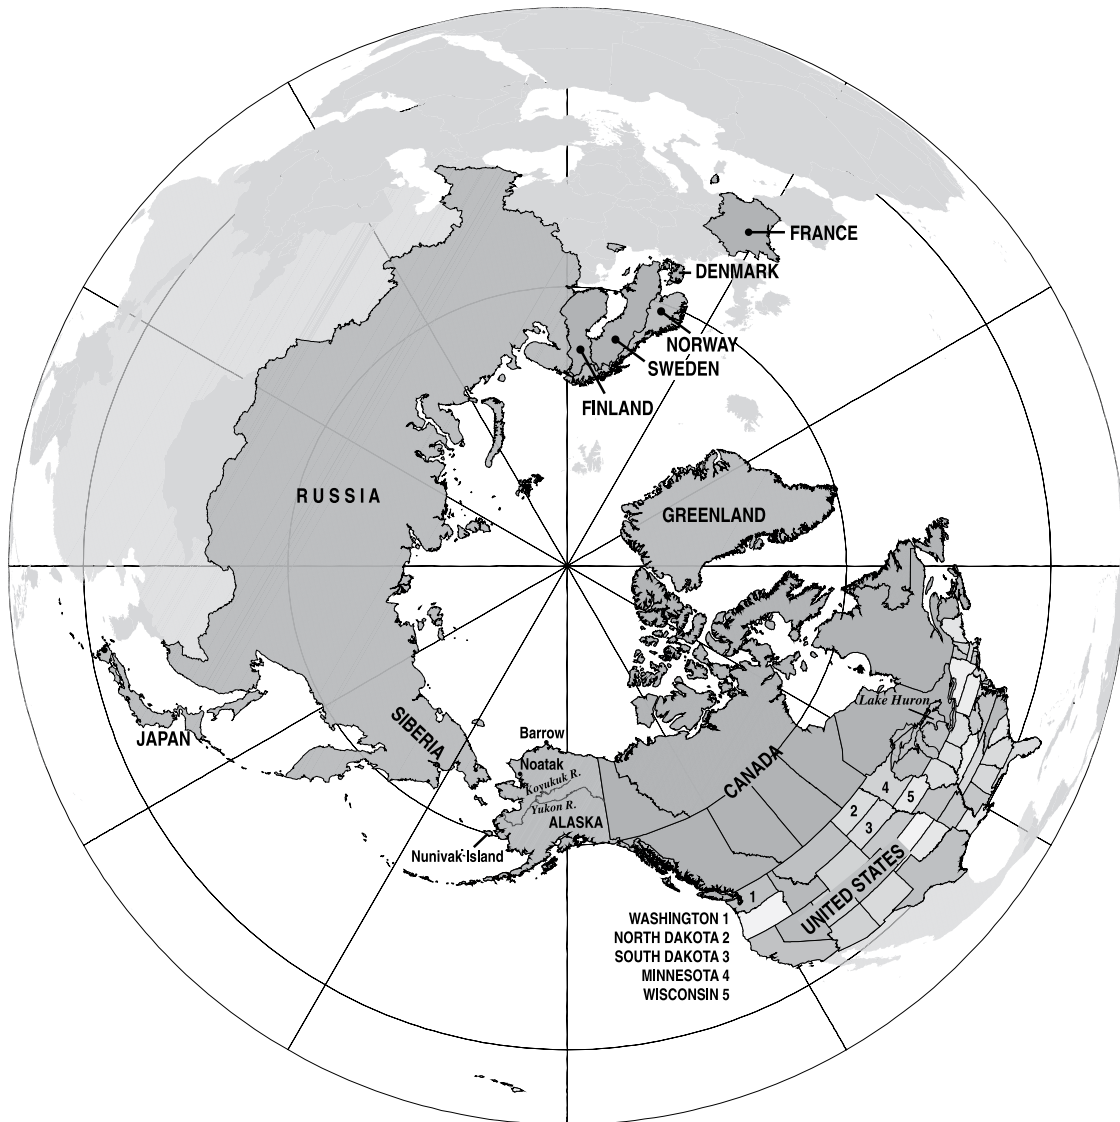 FRANCE
DENMARK
NORWAY
SWEDEN
FINLAND
RUSSIA
GREENLAND
Lake Huron
SIBERIA
JAPAN
Barrow
Noatak
Koyukuk R.
Yukon R.
ALASKA
Nunivak Island
CANADA
4
5
2
3
UNITED STATES
1
WASHINGTON 1
NORTH DAKOTA 2
SOUTH DAKOTA 3
MINNESOTA 4
WISCONSIN 5